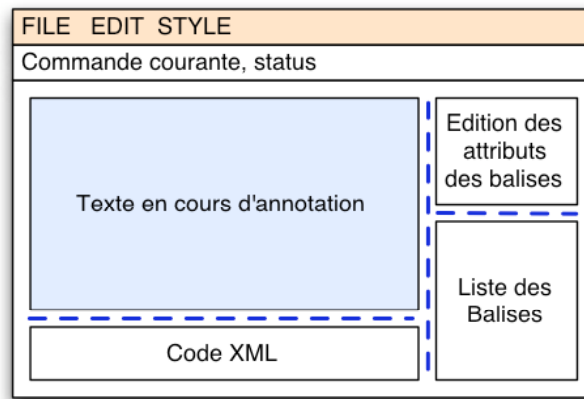 FILE EDIT STYLE
Commande courante, status
Texte en cours d'annotation
Edition des
attributs
des balises
Liste des
Balises
Code XML